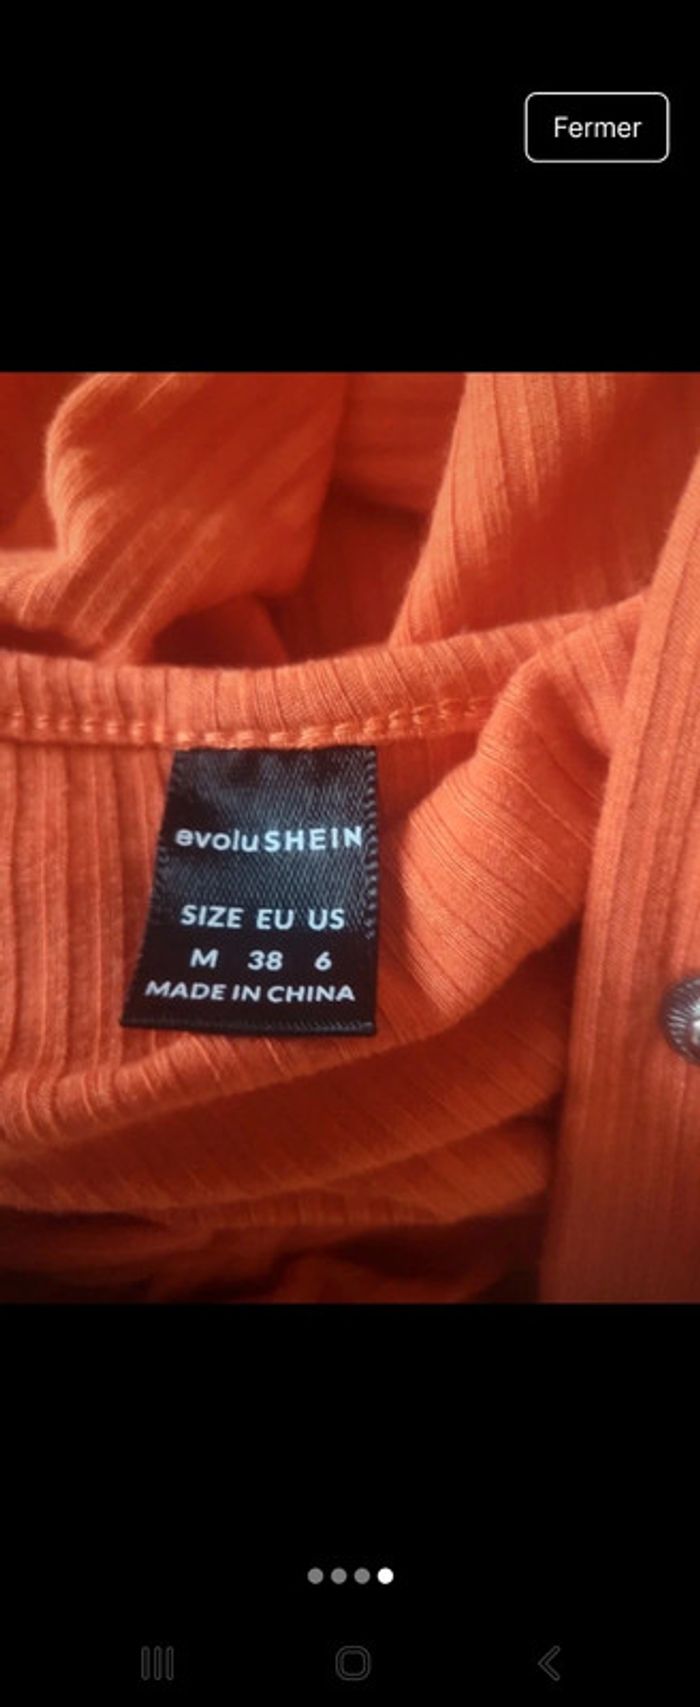 Fermer
evoluSHEIN
SIZE EU US
M 38 6
MADE IN CHINA